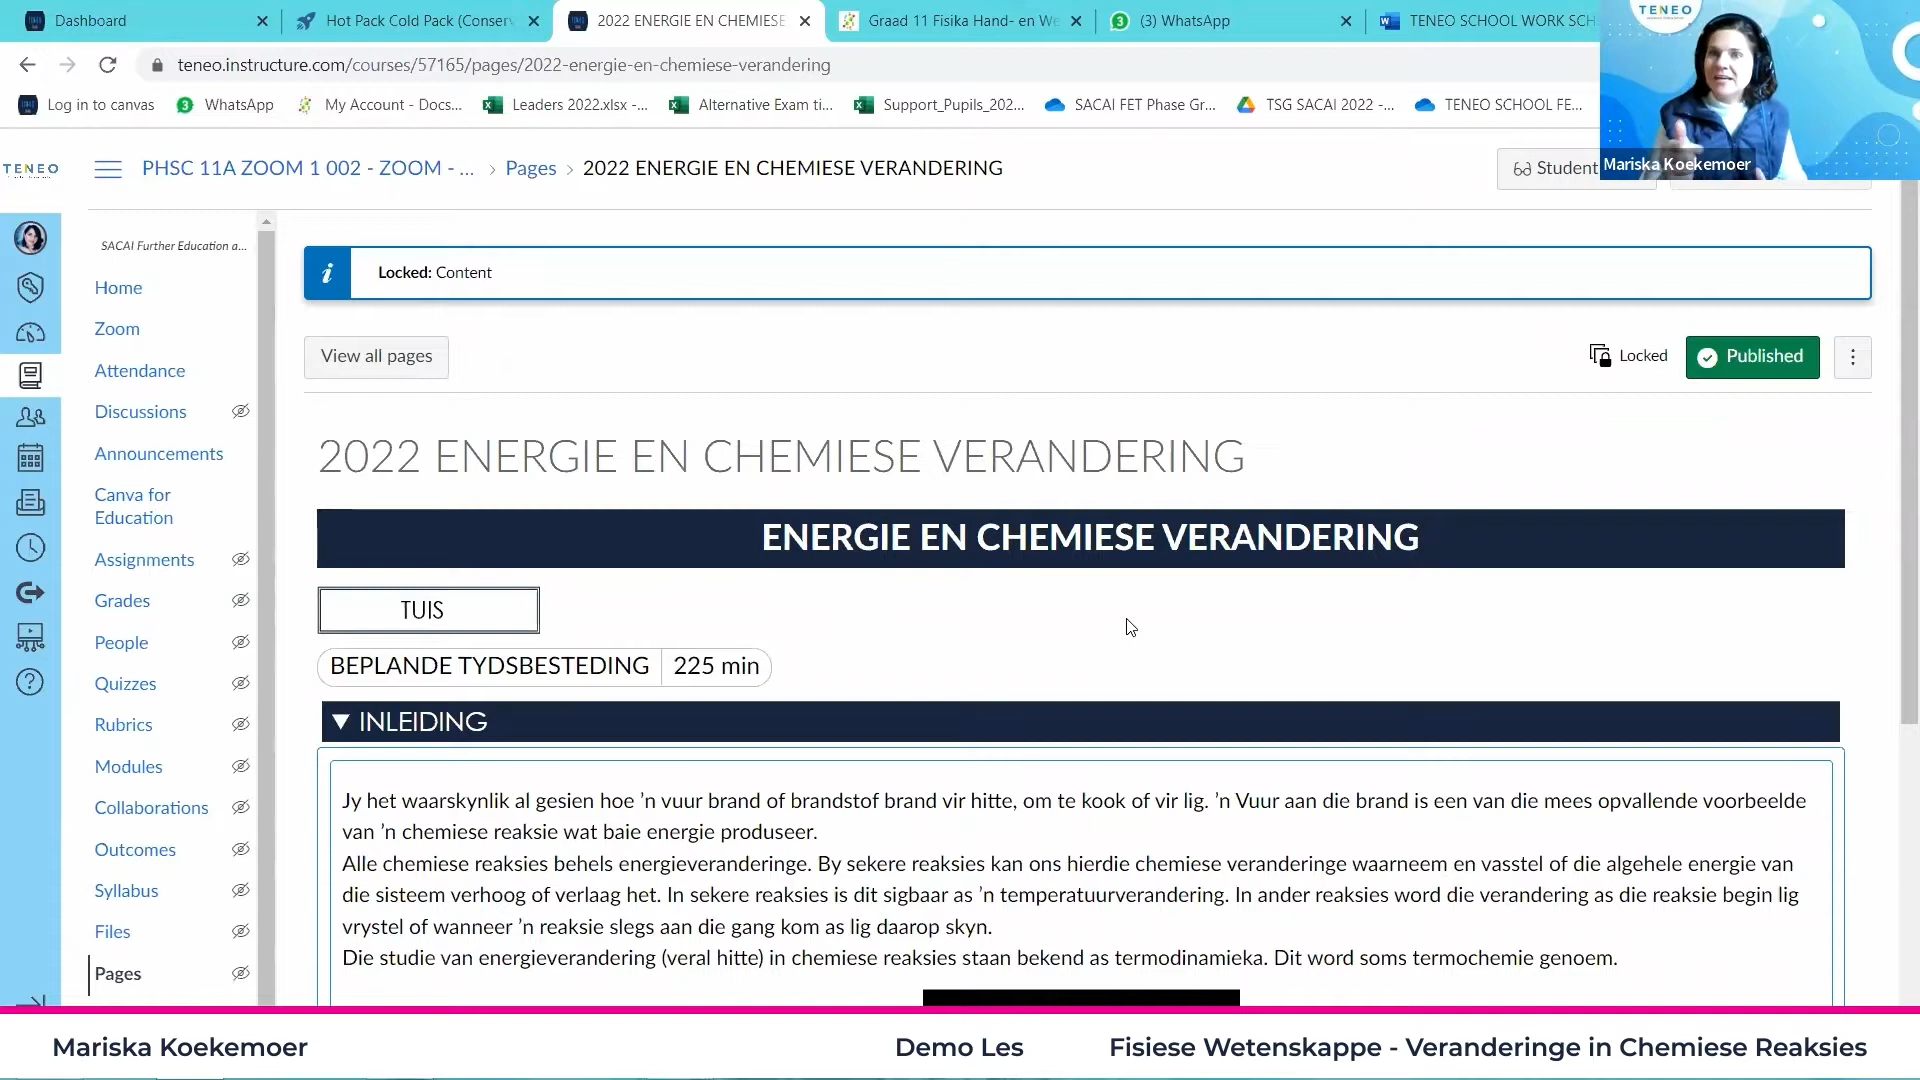 Dashboard
Hot Pack Cold Pack (Conser
2022 ENERGIE EN CHEMIESE
Graad 11 Fisika Hand- en We
(3) WhatsApp
TENEO SCHOOL WORK SCH
teneo.instructure.com/courses/57165/pages/2022-energie-en-chemiese-verandering
Log in to canvas
WhatsApp
My Account - Docs...
Leaders 2022.xlsx -...
Alternative Exam ti...
Support_Pupils_202...
SACAI FET Phase Gr...
TSG SACAI 2022 -...
TENEO SCHOOL FE...
TENEO
Mariska Koekemoer
TENEO
PHSC 11A ZOOM 1 002 - ZOOM - ... › Pages › 2022 ENERGIE EN CHEMIESE VERANDERING
Student
SACAI Further Education a...
Home
Zoom
Attendance
Discussions
Announcements
Canva for
Education
Assignments
Grades
People
Quizzes
Rubrics
Modules
Collaborations
Outcomes
Syllabus
Files
Pages
Locked: Content
View all pages
Locked
Published
2022 ENERGIE EN CHEMIESE VERANDERING
ENERGIE EN CHEMIESE VERANDERING
TUIS
BEPLANDE TYDSBESTEDING 225 min
▼ INLEIDING
Jy het waarskynlik al gesien hoe ’n vuur brand of brandstof brand vir hitte, om te kook of vir lig. ’n Vuur aan die brand is een van die mees opvallende voorbeelde
van ’n chemiese reaksie wat baie energie produseer.
Alle chemiese reaksies behels energieveranderinge. By sekere reaksies kan ons hierdie chemiese veranderinge waarneem en vasstel of die algehele energie van
die sisteem verhoog of verlaag het. In sekere reaksies is dit sigbaar as ’n temperatuurverandering. In ander reaksies word die verandering as die reaksie begin lig
vrystel of wanneer ’n reaksie slegs aan die gang kom as lig daarop skyn.
Die studie van energieverandering (veral hitte) in chemiese reaksies staan bekend as termodinamieka. Dit word soms termochemie genoem.
Mariska Koekemoer
Demo Les
Fisiese Wetenskappe - Veranderinge in Chemiese Reaksies